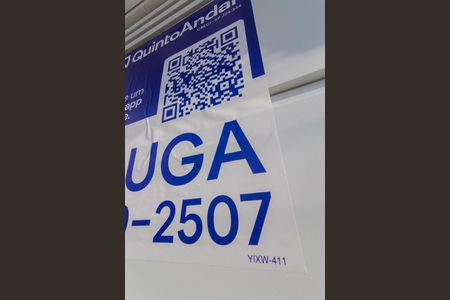 QuintoAndar
e um
app
e.
UGA
-2507
YIXW-411